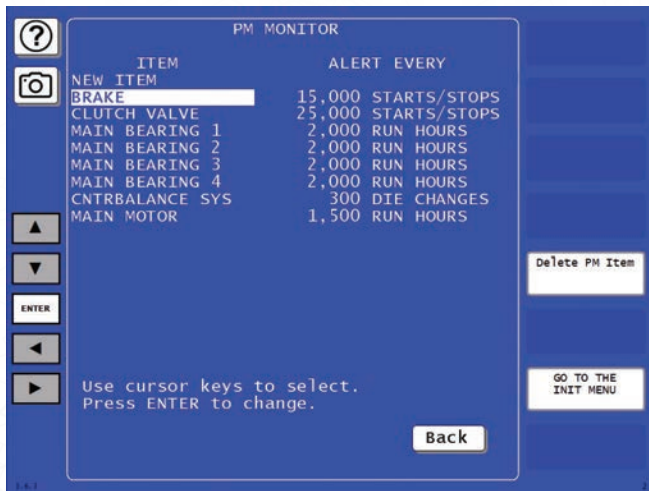 ?
PM MONITOR
ITEM ALERT EVERY
NEW ITEM
BRAKE 15,000 STARTS/STOPS
CLUTCH VALVE 25,000 STARTS/STOPS
MAIN BEARING 1 2,000 RUN HOURS
MAIN BEARING 2 2,000 RUN HOURS
MAIN BEARING 3 2,000 RUN HOURS
MAIN BEARING 4 2,000 RUN HOURS
CNTRBALANCE SYS 300 DIE CHANGES
MAIN MOTOR 1,500 RUN HOURS
Delete PM Item
ENTER
Use cursor keys to select.
Press ENTER to change.
GO TO THE
INIT MENU
Back